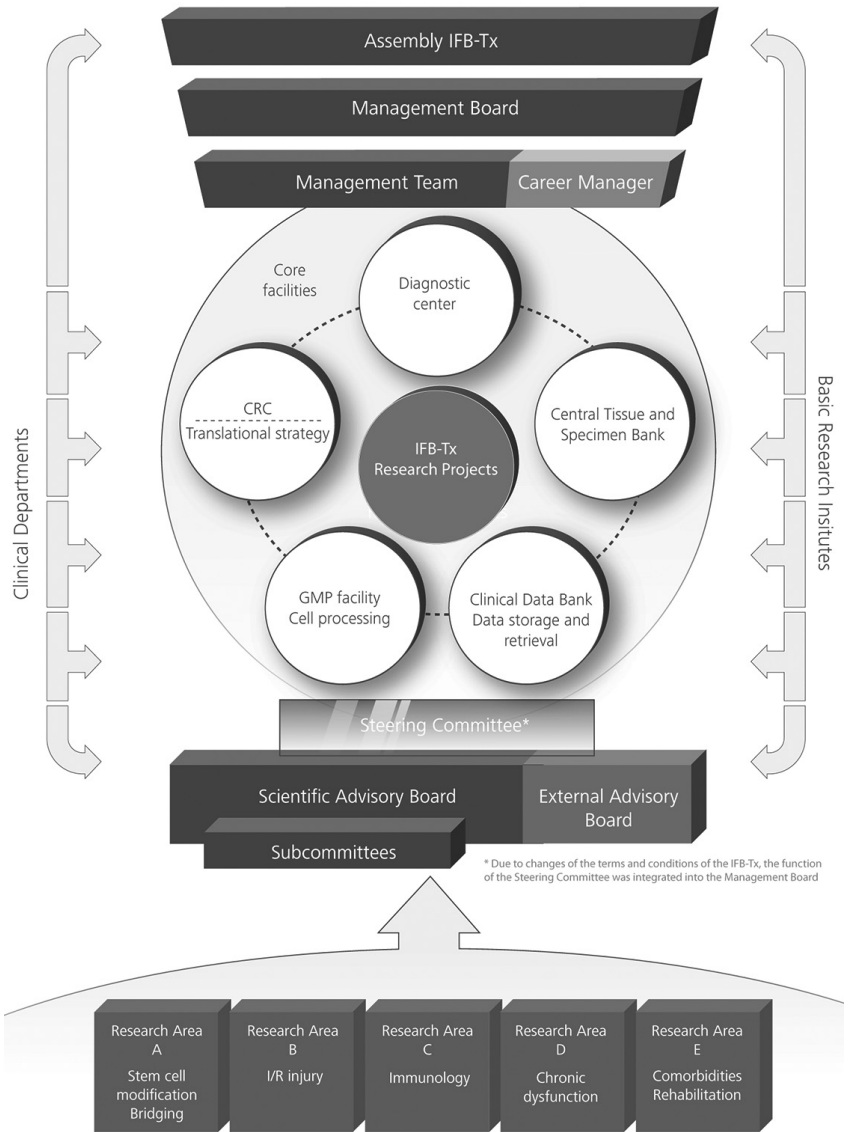 Assembly IFB-Tx
Management Board
Management Team
Career Manager
Core
facilities
Diagnostic
center
CRC
Translational strategy
Central Tissue and
Specimen Bank
IFB-Tx
Research Projects
GMP facility
Cell processing
Clinical Data Bank
Data storage and
retrieval
Clinical Departments
Basic Research Insitutes
Steering Committee*
Scientific Advisory Board
External Advisory
Board
Subcommittees
* Due to changes of the terms and conditions of the IFB-Tx, the function
of the Steering Committee was integrated into the Management Board
Research Area
A
Stem cell
modification
Bridging
Research Area
B
I/R injury
Research Area
C
Immunology
Research Area
D
Chronic
dysfunction
Research Area
E
Comorbidities
Rehabilitation